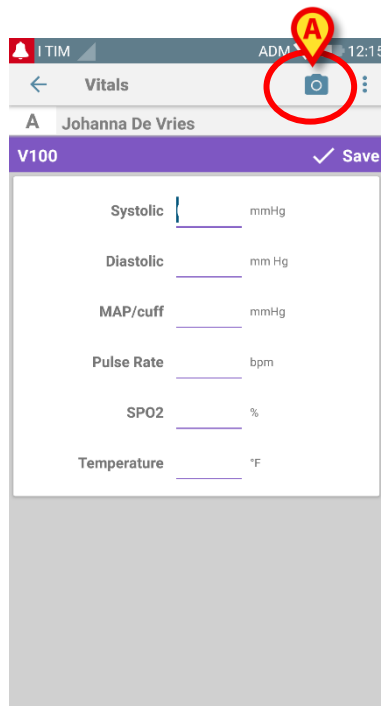 A
I TIM ADM 12:15
Vitals
A Johanna De Vries
V100 Save
Systolic mmHg
Diastolic mm Hg
MAP/cuff mmHg
Pulse Rate bpm
SPO2 %
Temperature °F